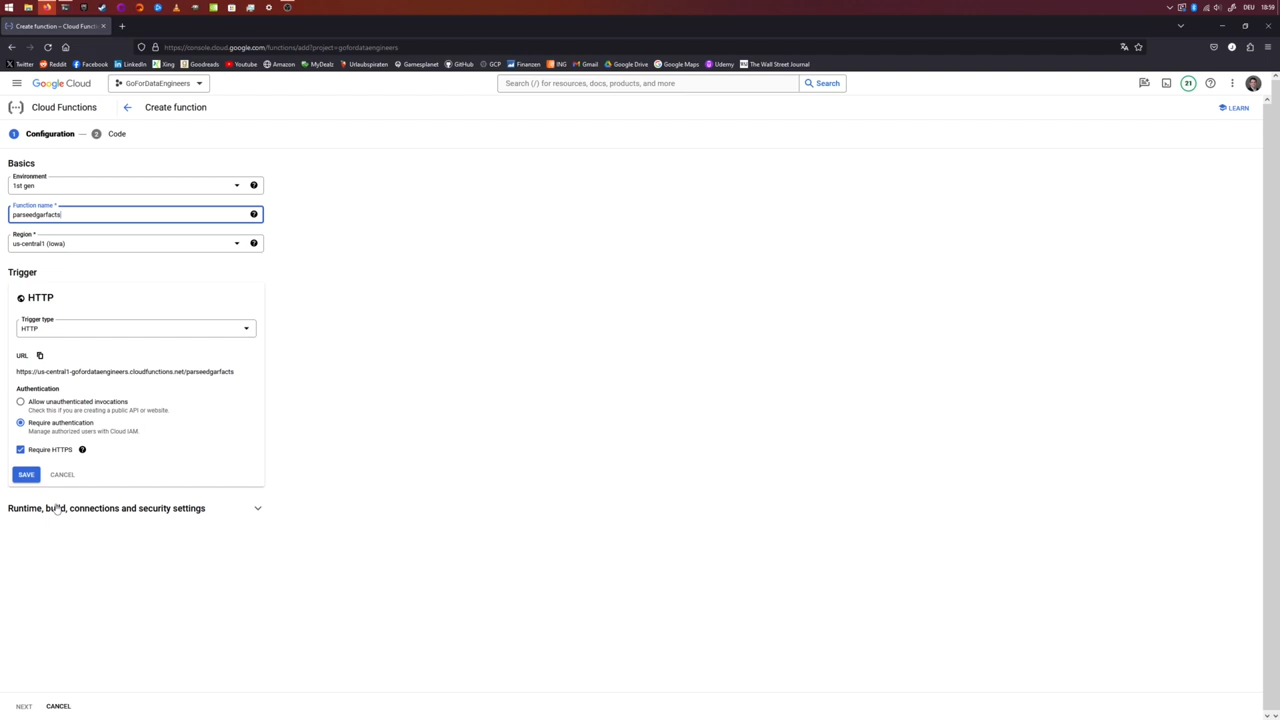 DEU 18:59
Create function – Cloud Functi
https://console.cloud.google.com/functions/add?project=gofordataengineers
Twitter Reddit Facebook LinkedIn Xing Goodreads Youtube Amazon MyDealz Urlaubspiraten Gamesplanet GitHub GCP Finanzen ING Gmail Google Drive Google Maps Udemy The Wall Street Journal
Google Cloud GoForDataEngineers Search (/) for resources, docs, products, and more Search 21
Cloud Functions Create function LEARN
1 Configuration 2 Code
Basics
Environment
1st gen
Function name *
parseedgarfacts
Region *
us-central1 (Iowa)
Trigger
HTTP
Trigger type
HTTP
URL
https://us-central1-gofordataengineers.cloudfunctions.net/parseedgarfacts
Authentication
Allow unauthenticated invocations
Check this if you are creating a public API or website.
Require authentication
Manage authorized users with Cloud IAM.
Require HTTPS
SAVE CANCEL
Runtime, build, connections and security settings
NEXT CANCEL